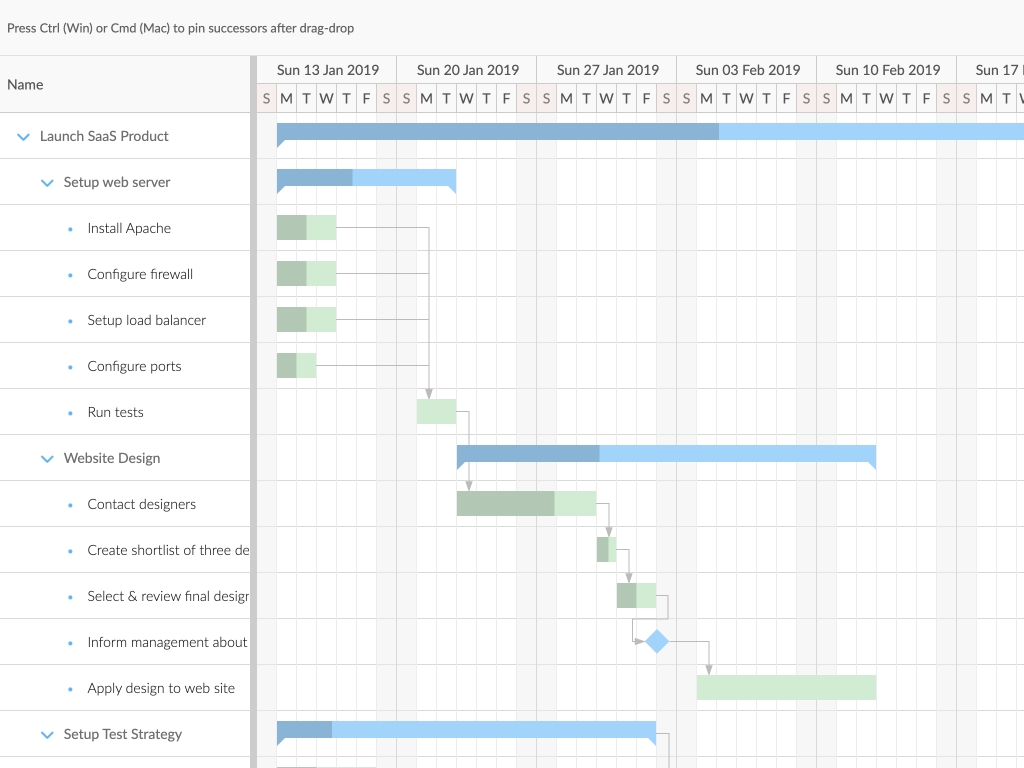 Press Ctrl (Win) or Cmd (Mac) to pin successors after drag-drop
Name
Sun 13 Jan 2019 Sun 20 Jan 2019 Sun 27 Jan 2019 Sun 03 Feb 2019 Sun 10 Feb 2019 Sun 17
S M T W T F S S M T W T F S S M T W T F S S M T W T F S S M T W T F S S M T W
Launch SaaS Product
Setup web server
Install Apache
Configure firewall
Setup load balancer
Configure ports
Run tests
Website Design
Contact designers
Create shortlist of three de
Select & review final design
Inform management about
Apply design to web site
Setup Test Strategy